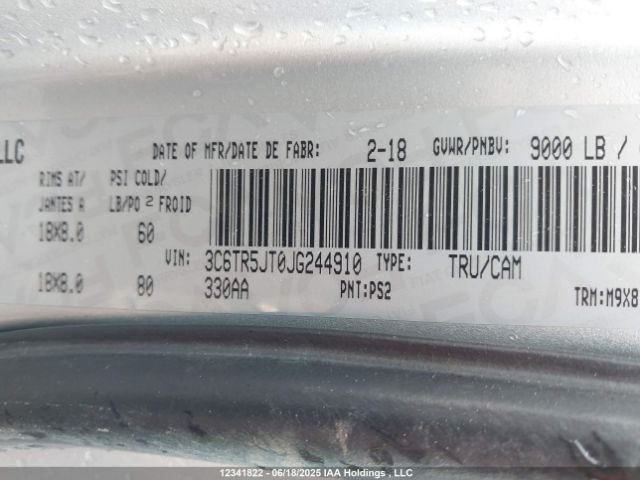 LLC DATE OF MFR/DATE DE FABR: 2-18 GVWR/PNBV: 9000 LB /
RIMS AT/ PSI COLD/
JANTES A LB/PO 2 FROID
18X8.0 60
VIN: 3C6TR5JT0JG244910 TYPE: TRU/CAM
18X8.0 80 330AA PNT:PS2 TRM:M9X8
12341822 - 06/18/2025 IAA Holdings , LLC